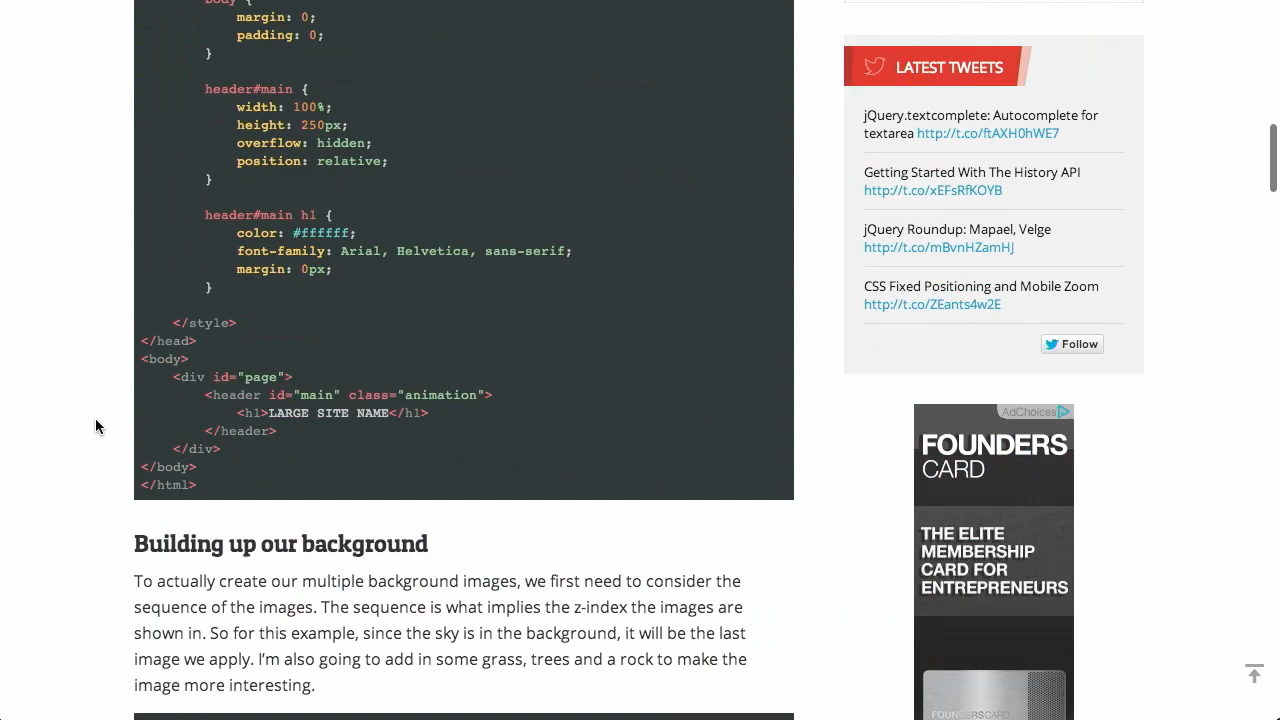 body {
margin: 0;
padding: 0;
}
header#main {
width: 100%;
height: 250px;
overflow: hidden;
position: relative;
}
header#main h1 {
color: #ffffff;
font-family: Arial, Helvetica, sans-serif;
margin: 0px;
}
</style>
</head>
<body>
<div id="page">
<header id="main" class="animation">
<h1>LARGE SITE NAME</h1>
</header>
</div>
</body>
</html>
Building up our background
To actually create our multiple background images, we first need to consider the
sequence of the images. The sequence is what implies the z-index the images are
shown in. So for this example, since the sky is in the background, it will be the last
image we apply. I’m also going to add in some grass, trees and a rock to make the
image more interesting.
LATEST TWEETS
jQuery.textcomplete: Autocomplete for
textarea http://t.co/ftAXH0hWE7
Getting Started With The History API
http://t.co/xEFsRfKOYB
jQuery Roundup: Mapael, Velge
http://t.co/mBvnHZamHJ
CSS Fixed Positioning and Mobile Zoom
http://t.co/ZEants4w2E
Follow
AdChoices
FOUNDERS
CARD
THE ELITE
MEMBERSHIP
CARD FOR
ENTREPRENEURS
FOUNDERSCARD